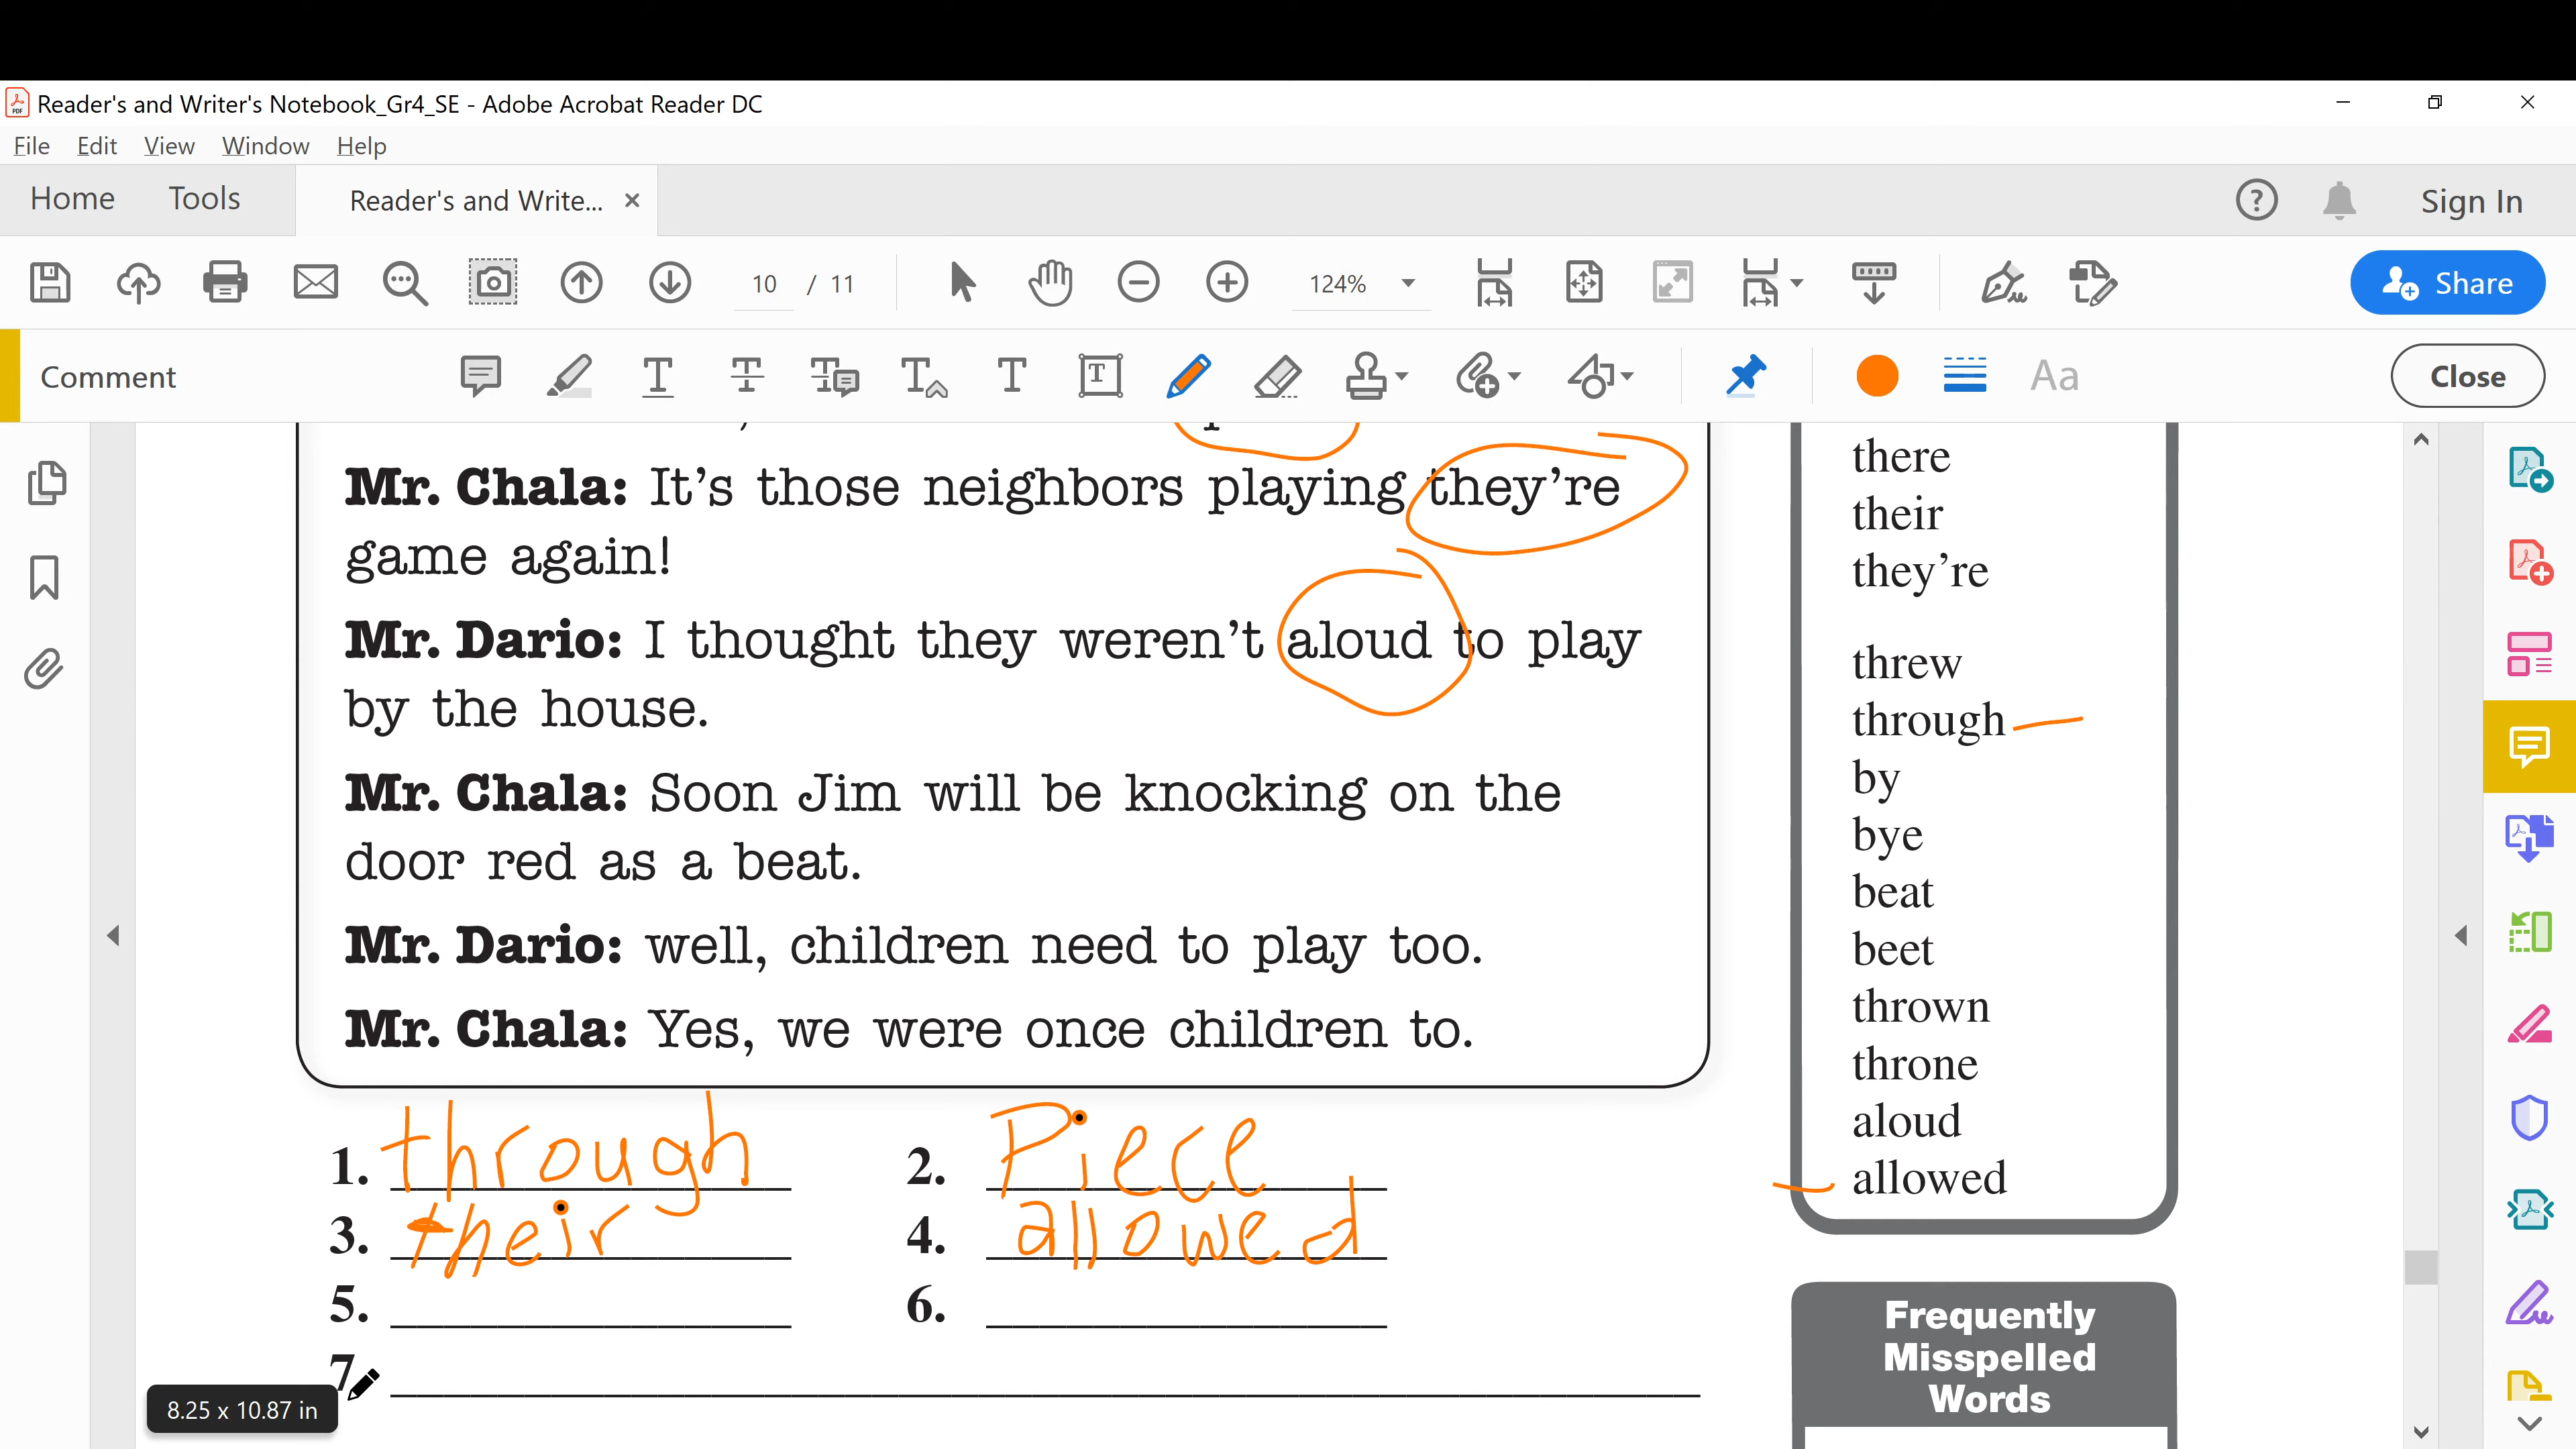 Reader's and Writer's Notebook_Gr4_SE - Adobe Acrobat Reader DC
File Edit View Window Help
Home Tools Reader's and Write... Sign In
10 / 11 124% Share
Comment Aa Close
Mr. Chala: It's those neighbors playing they're
game again!
Mr. Dario: I thought they weren't aloud to play
by the house.
Mr. Chala: Soon Jim will be knocking on the
door red as a beat.
Mr. Dario: well, children need to play too.
Mr. Chala: Yes, we were once children to.
1. through 2. Piece
3. their 4. allowed
5. 6.
7.
8.25 x 10.87 in
there
their
they're
threw
through
by
bye
beat
beet
thrown
throne
aloud
allowed
Frequently
Misspelled
Words